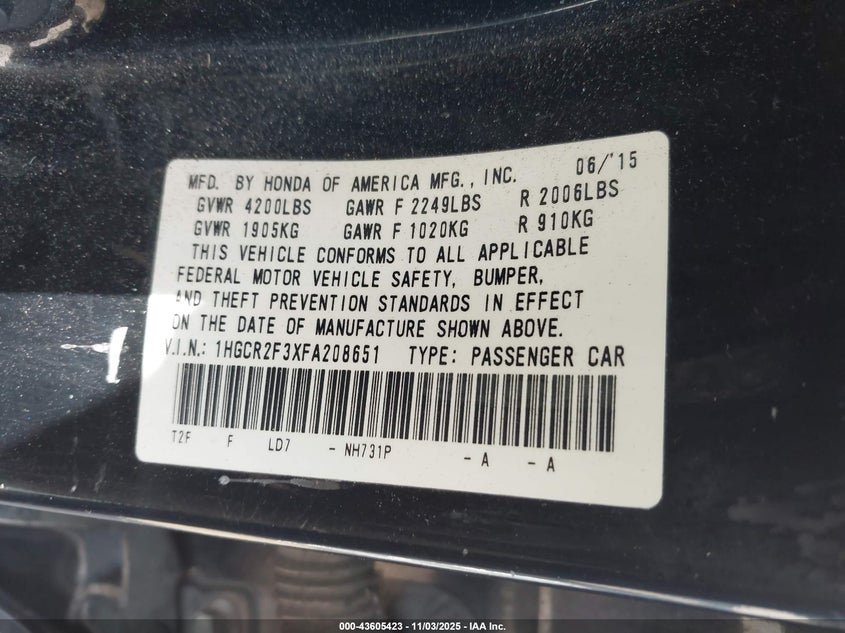 MFD. BY HONDA OF AMERICA MFG., INC. 06/'15
GVWR 4200LBS GAWR F 2249LBS R 2006LBS
GVWR 1905KG GAWR F 1020KG R 910KG
THIS VEHICLE CONFORMS TO ALL APPLICABLE
FEDERAL MOTOR VEHICLE SAFETY, BUMPER,
AND THEFT PREVENTION STANDARDS IN EFFECT
ON THE DATE OF MANUFACTURE SHOWN ABOVE.
V.I.N.: 1HGCR2F3XFA208651 TYPE: PASSENGER CAR
T2F F LD7 - NH731P - A - A
000-43605423 - 11/03/2025 - IAA Inc.